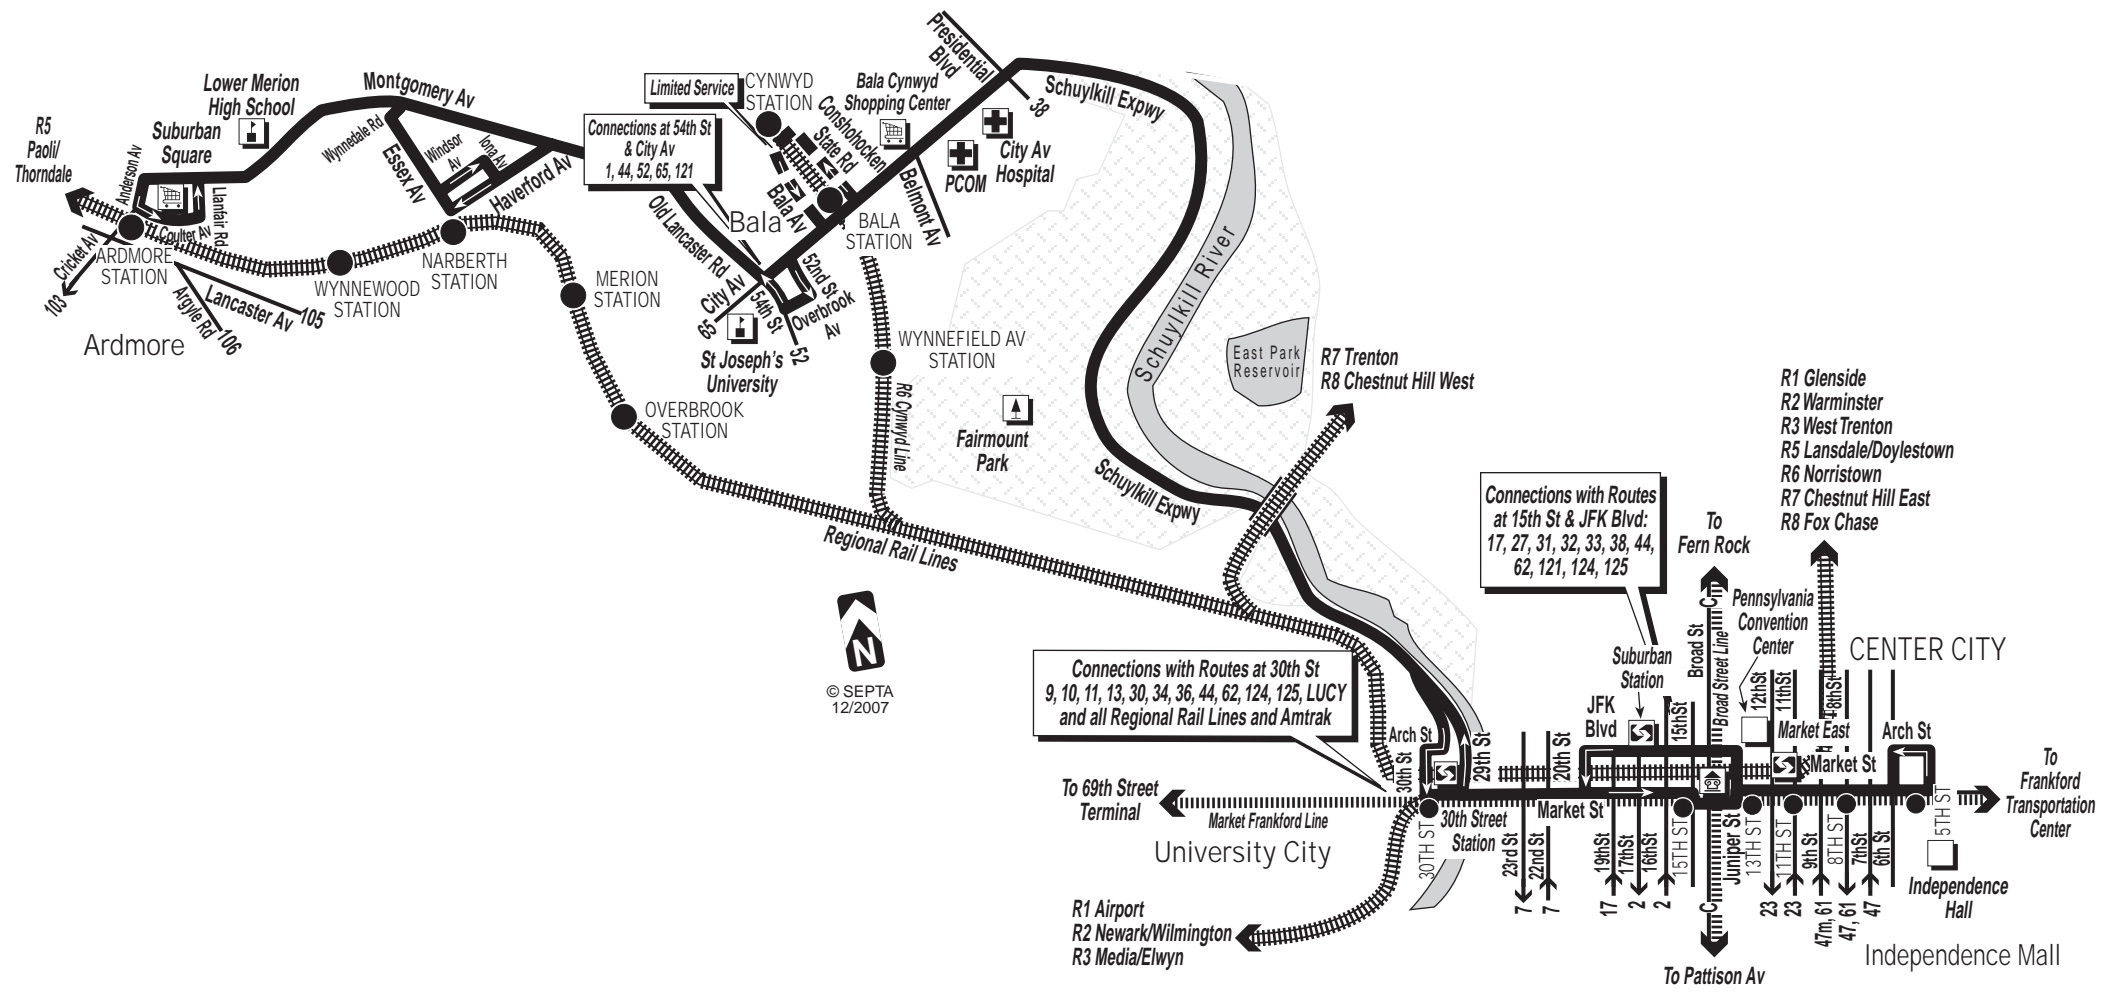 Presidential
Blvd
38
Lower Merion
High School
Montgomery Av
Limited Service
CYNWYD
STATION
Bala Cynwyd
Shopping Center
Schuylkill Expwy
R5
Paoli/
Thorndale
Suburban
Square
Anderson Av
Llanfair Rd
Coulter Av
Wynnedale Rd
Essex Av
Windsor
Av
Iona Av
Haverford Av
Connections at 54th St
& City Av
1, 44, 52, 65, 121
Conshohocken
State Rd
Bala Av
Bala
BALA
STATION
Belmont Av
PCOM
City Av
Hospital
Old Lancaster Rd
City Av
65
54th St
52nd St
Overbrook
Av
52
St Joseph's
University
Cricket Av
103
ARDMORE
STATION
Argyle Rd
106
Lancaster Av
105
Ardmore
WYNNEWOOD
STATION
NARBERTH
STATION
MERION
STATION
OVERBROOK
STATION
WYNNEFIELD AV
STATION
R6 Cynwyd Line
Fairmount
Park
Schuylkill River
East Park
Reservoir
R7 Trenton
R8 Chestnut Hill West
Schuylkill Expwy
Regional Rail Lines
N
© SEPTA
12/2007
R1 Glenside
R2 Warminster
R3 West Trenton
R5 Lansdale/Doylestown
R6 Norristown
R7 Chestnut Hill East
R8 Fox Chase
Connections with Routes
at 15th St & JFK Blvd:
17, 27, 31, 32, 33, 38, 44,
62, 121, 124, 125
To
Fern Rock
C
Broad St
Broad Street Line
Pennsylvania
Convention
Center
CENTER CITY
Suburban
Station
Connections with Routes at 30th St
9, 10, 11, 13, 30, 34, 36, 44, 62, 124, 125, LUCY
and all Regional Rail Lines and Amtrak
JFK
Blvd
15thSt
12thSt
11thSt
8thSt
Market East
Arch St
Arch St
30th St
29th St
20th St
Market St
To
Frankford
Transportation
Center
To 69th Street
Terminal
Market Frankford Line
University City
30TH ST
30th Street
Station
Market St
23rd St
22nd St
7
7
19thSt
17thSt
16thSt
17
2
2
15TH ST
Juniper St
C
13TH ST
11TH ST
9th St
8TH ST
7thSt
6th St
5TH ST
23
23
47m, 61
47, 61
47
Independence
Hall
Independence Mall
To Pattison Av
R1 Airport
R2 Newark/Wilmington
R3 Media/Elwyn